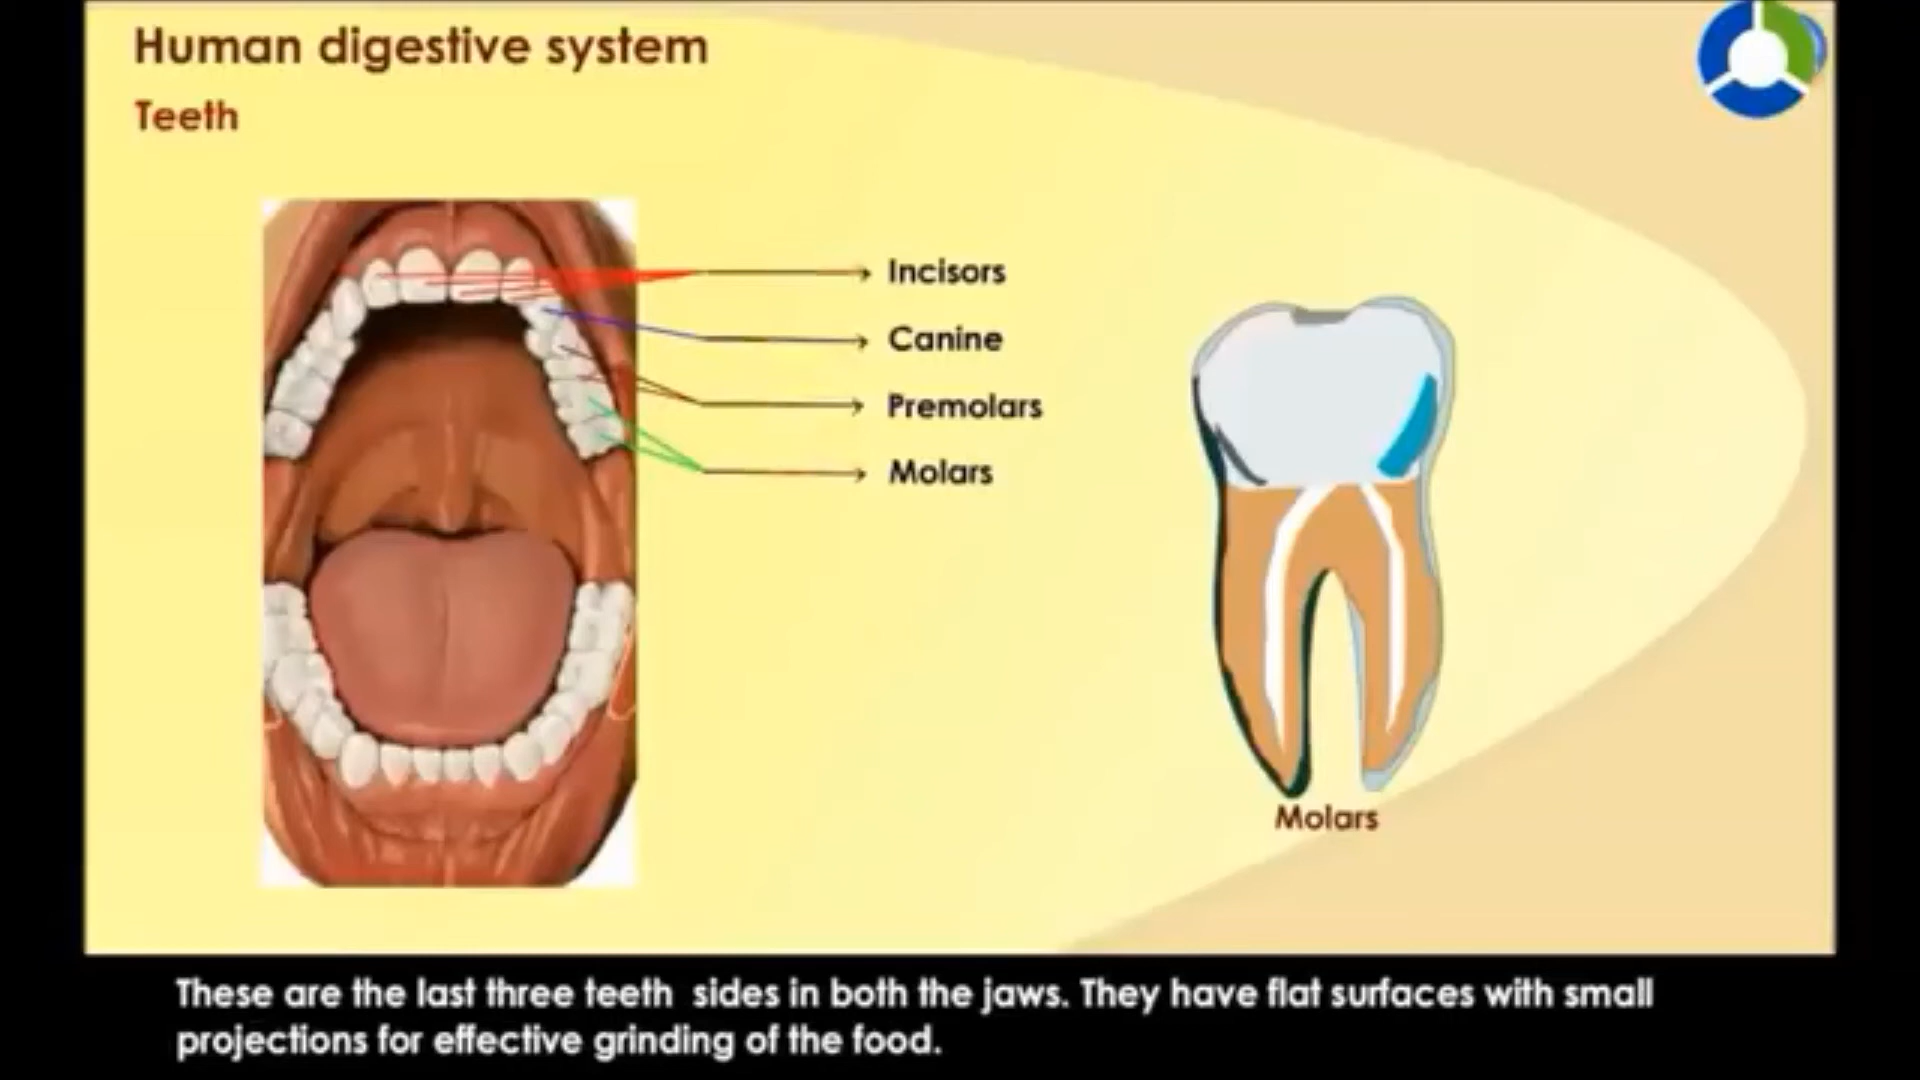 Human digestive system
Teeth
Incisors
Canine
Premolars
Molars
Molars
These are the last three teeth sides in both the jaws. They have flat surfaces with small
projections for effective grinding of the food.